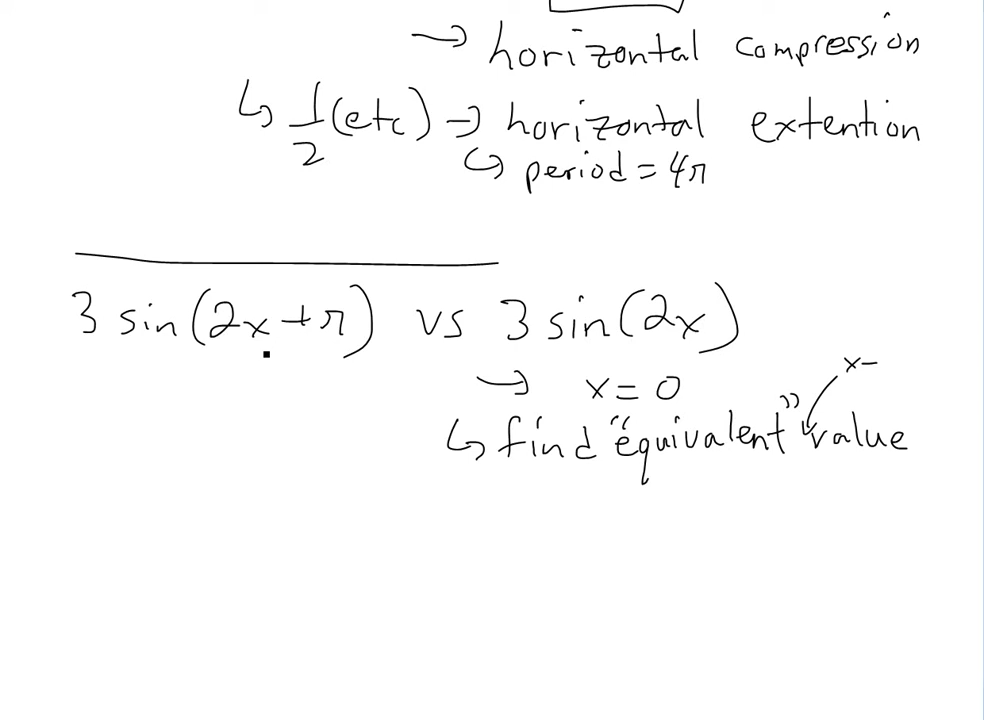 → horizontal compression
↳ 1/2 (etc) → horizontal extention
↳ period = 4π
3 sin(2x + π) vs 3 sin(2x)
→ x = 0
x-
↳ find "equivalent" value